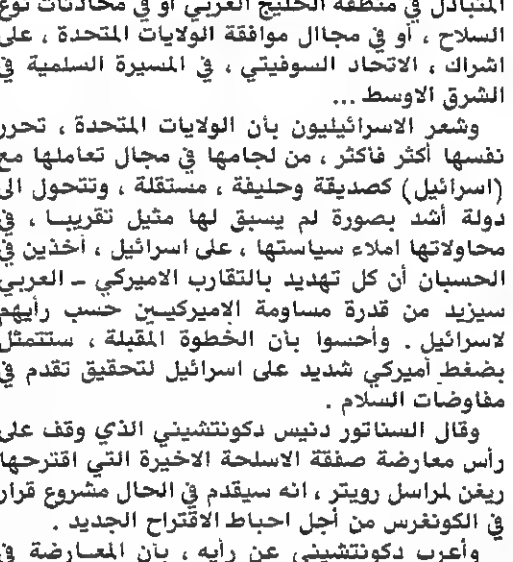 المتبادل في منطقة الخليج العربي أو في محادثات نوع
السلاح ، أو في مجاال موافقة الولايات المتحدة ، على
اشراك ، الاتحاد السوفيتي ، في المسيرة السلمية في
الشرق الاوسط ...
وشعر الاسرائيليون بأن الولايات المتحدة ، تحرر
نفسها أكثر فأكثر ، من لجامها في مجال تعاملها مع
(اسرائيل) كصديقة وحليفة ، مستقلة ، وتتحول الى
دولة أشد بصورة لم يسبق لها مثيل تقريبا ، في
محاولاتها املاء سياستها ، على اسرائيل ، آخذين في
الحسبان أن كل تهديد بالتقارب الاميركي ـ العربي
سيزيد من قدرة مساومة الاميركيين حسب رأيهم
لاسرائيل . وأحسوا بأن الخطوة المقبلة ، ستتمثل
بضغط أميركي شديد على اسرائيل لتحقيق تقدم في
مفاوضات السلام .
وقال السناتور دنيس دكونتشيني الذي وقف على
رأس معارضة صفقة الاسلحة الاخيرة التي اقترحها
ريغن لمراسل رويتر ، انه سيقدم في الحال مشروع قرار
في الكونغرس من أجل احباط الاقتراح الجديد .
وأعرب دكونتشيني عن رأيه ، بأن المعارضة في